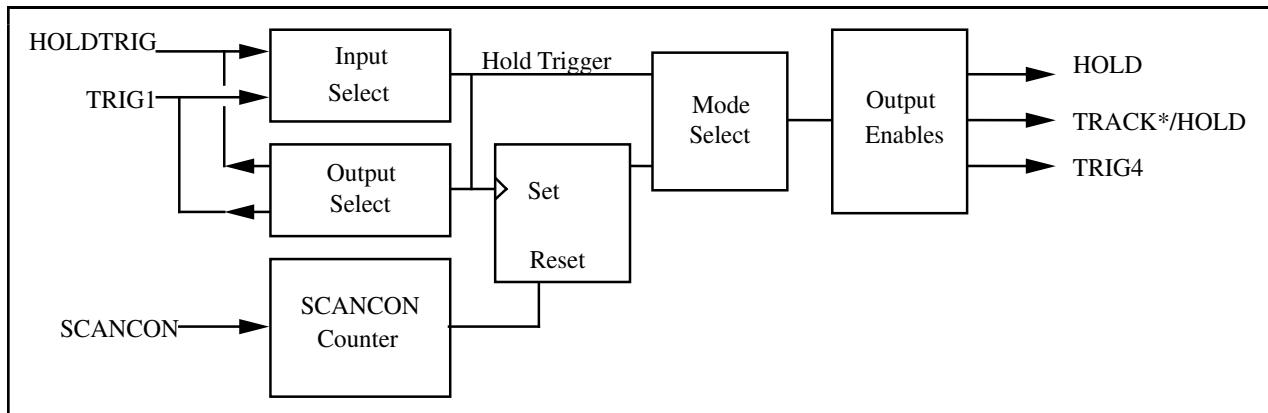 HOLDTRIG
TRIG1
Input
Select
Hold Trigger
Output
Select
Set
Reset
SCANCON
SCANCON
Counter
Mode
Select
Output
Enables
HOLD
TRACK*/HOLD
TRIG4